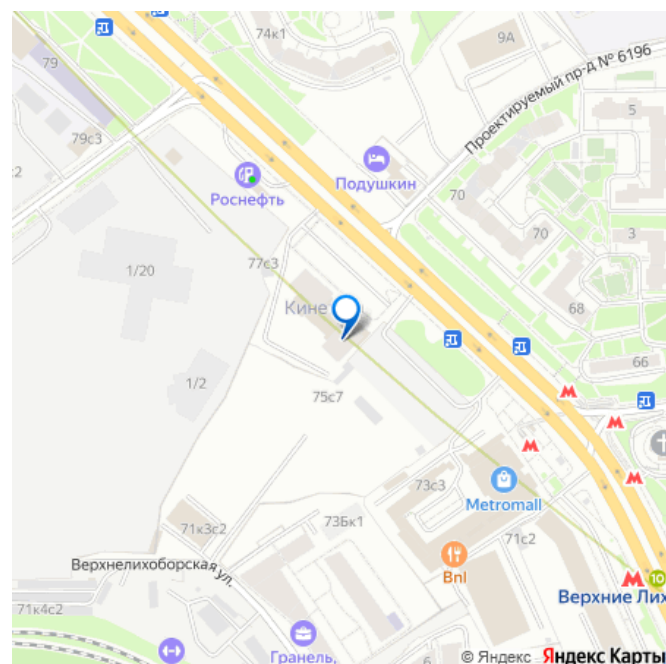 74к1
9А
79
Проектируемый пр-д № 6196
5
79с3
Подушкин
Роснефть
70
70
3
77с3
1/20
Кине
68
66
1/2
75с7
73с3
Metromall
73Бк1
71к3с2
71с2
Верхнелихоборская ул.
Bnl
10
Верхние Лих
71к4с2
Гранель,
© Яндекс Яндекс Карты